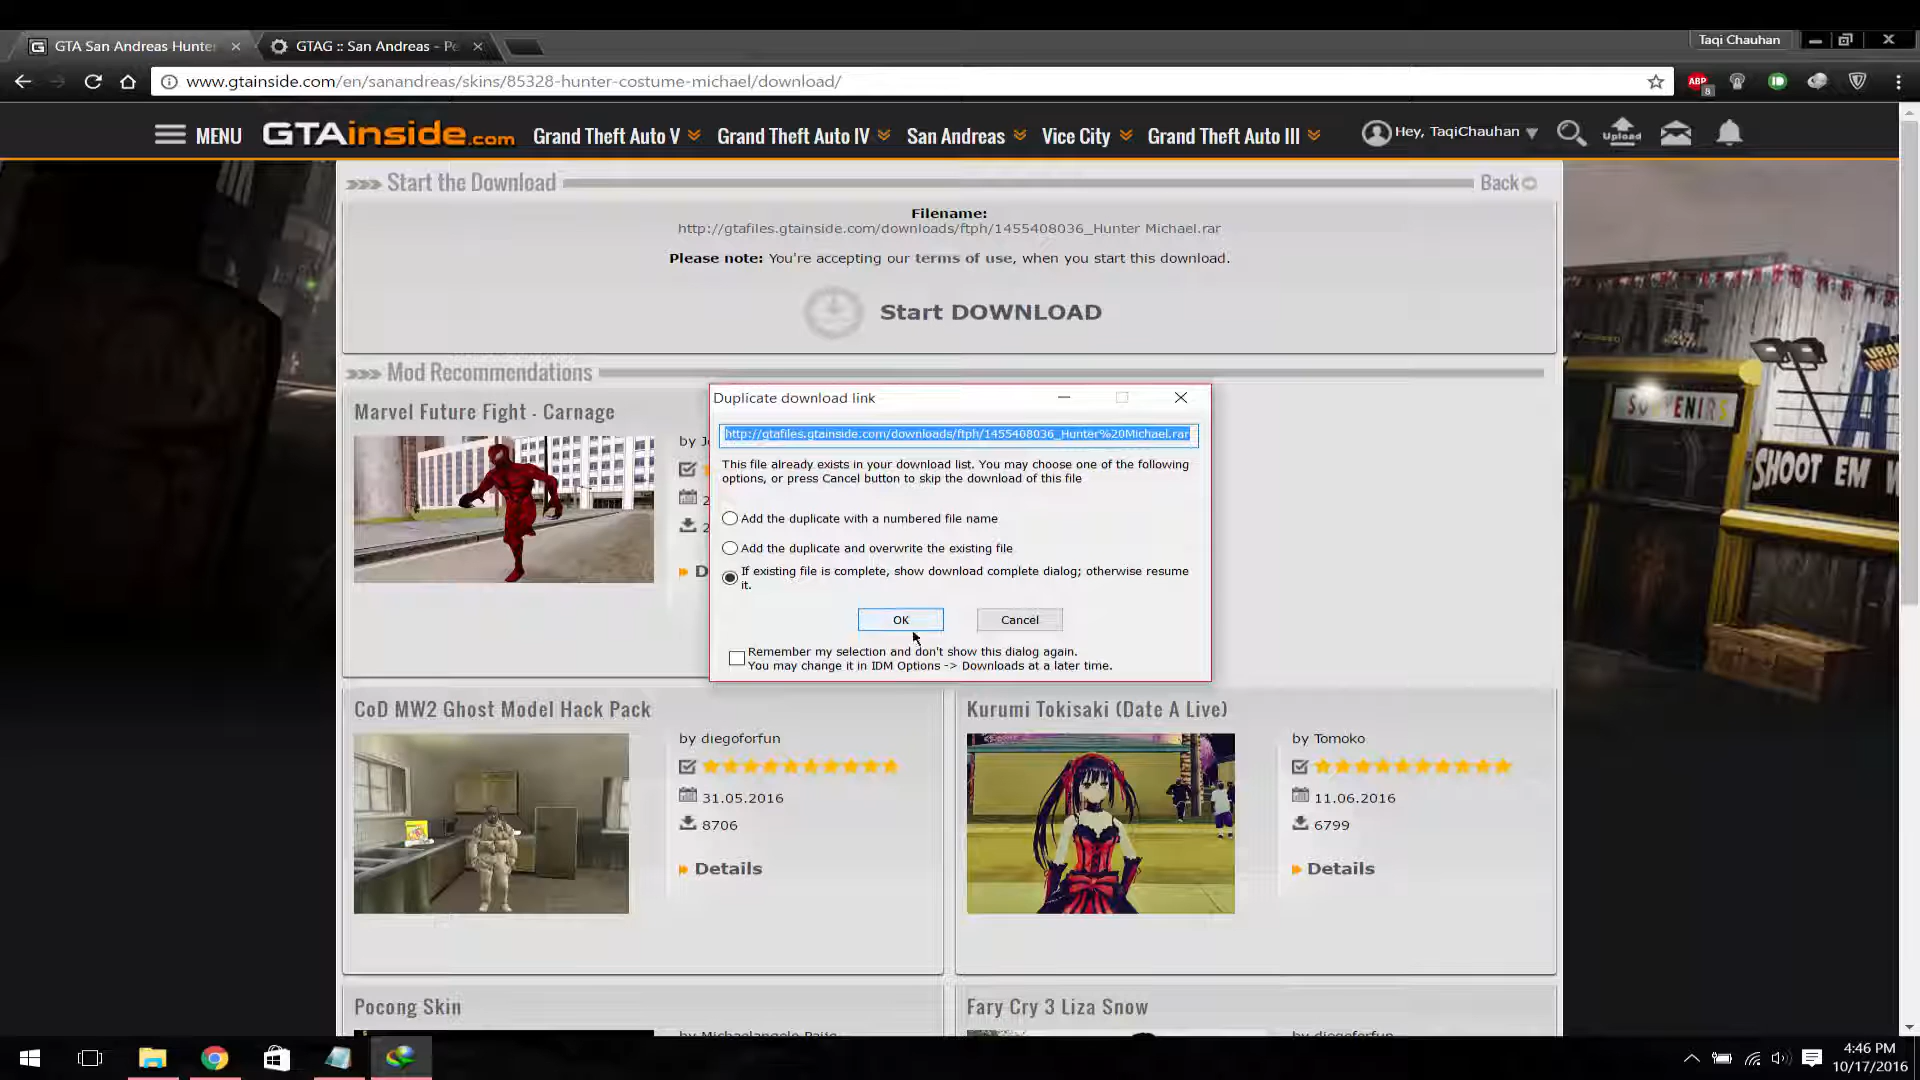 GTA San Andreas Hunter
GTAG :: San Andreas - Pe
Taqi Chauhan
www.gtainside.com/en/sanandreas/skins/85328-hunter-costume-michael/download/
ABP
8
MENU
GTAinside.com
Grand Theft Auto V
Grand Theft Auto IV
San Andreas
Vice City
Grand Theft Auto III
Hey, TaqiChauhan
Upload
Start the Download
Back
Filename:
http://gtafiles.gtainside.com/downloads/ftph/1455408036_Hunter Michael.rar
Please note: You're accepting our terms of use, when you start this download.
Start DOWNLOAD
Mod Recommendations
Marvel Future Fight - Carnage
by J
2
2
D
Duplicate download link
http://gtafiles.gtainside.com/downloads/ftph/1455408036_Hunter%20Michael.rar
This file already exists in your download list. You may choose one of the following
options, or press Cancel button to skip the download of this file
Add the duplicate with a numbered file name
Add the duplicate and overwrite the existing file
If existing file is complete, show download complete dialog; otherwise resume
it.
OK
Cancel
Remember my selection and don't show this dialog again.
You may change it in IDM Options -> Downloads at a later time.
SOUVENIRS
SHOOT EM
CoD MW2 Ghost Model Hack Pack
by diegoforfun
31.05.2016
8706
Details
Kurumi Tokisaki (Date A Live)
by Tomoko
11.06.2016
6799
Details
Pocong Skin
Fary Cry 3 Liza Snow
by diegoforfun
4:46 PM
10/17/2016